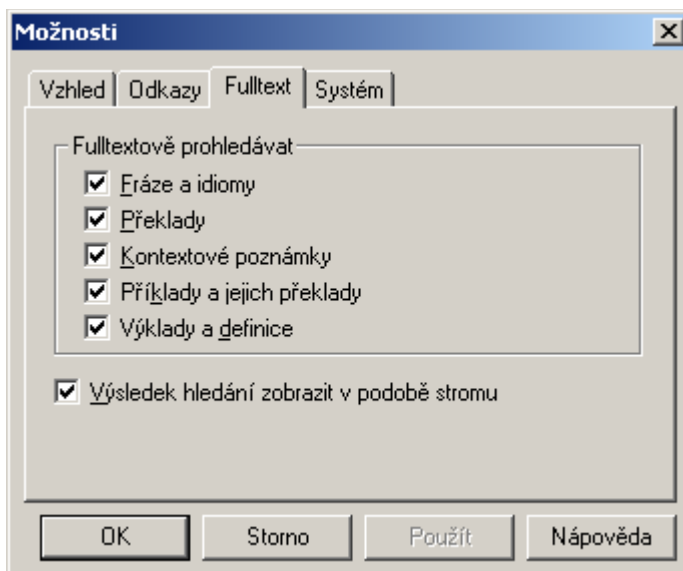 Možnosti
Vzhled Odkazy Fulltext Systém
Fulltextově prohledávat
Fráze a idiomy
Překlady
Kontextové poznámky
Příklady a jejich překlady
Výklady a definice
Výsledek hledání zobrazit v podobě stromu
OK Storno Použít Nápověda